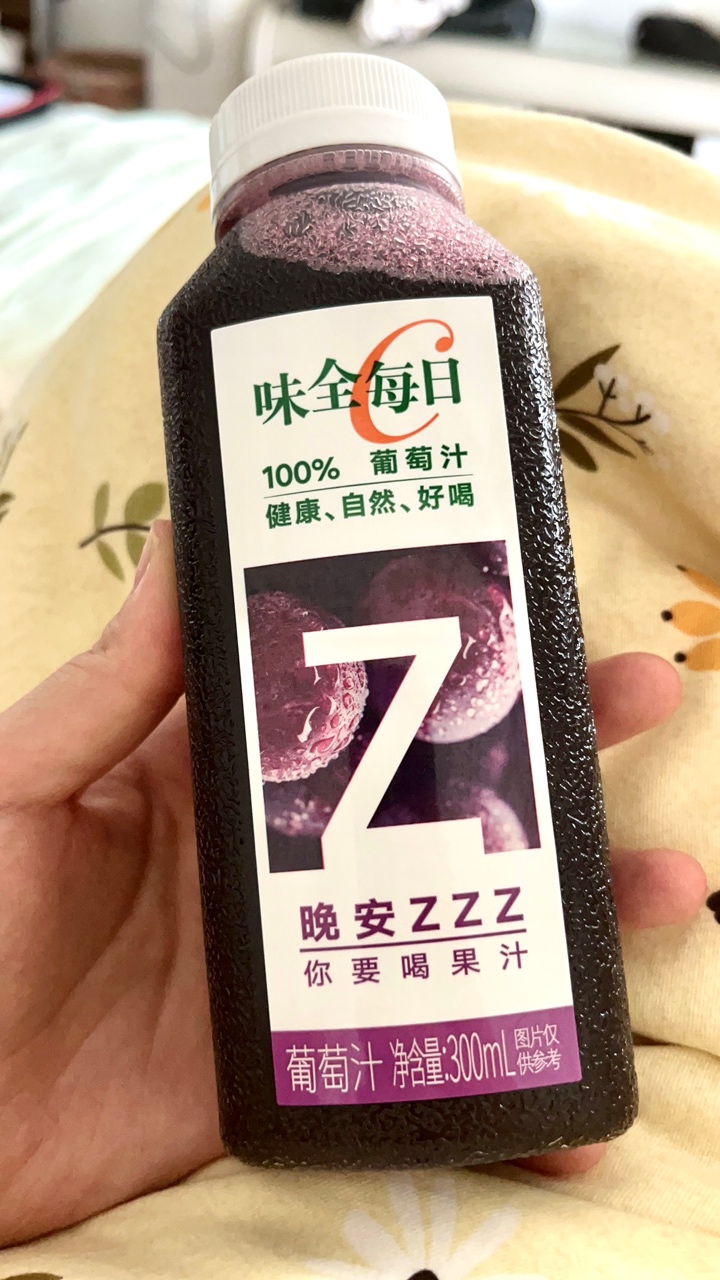 味全每日C
100% 葡萄汁
健康、自然、好喝
Z
晚安ZZZ
你要喝果汁
葡萄汁 净含量:300mL 图片仅
供参考